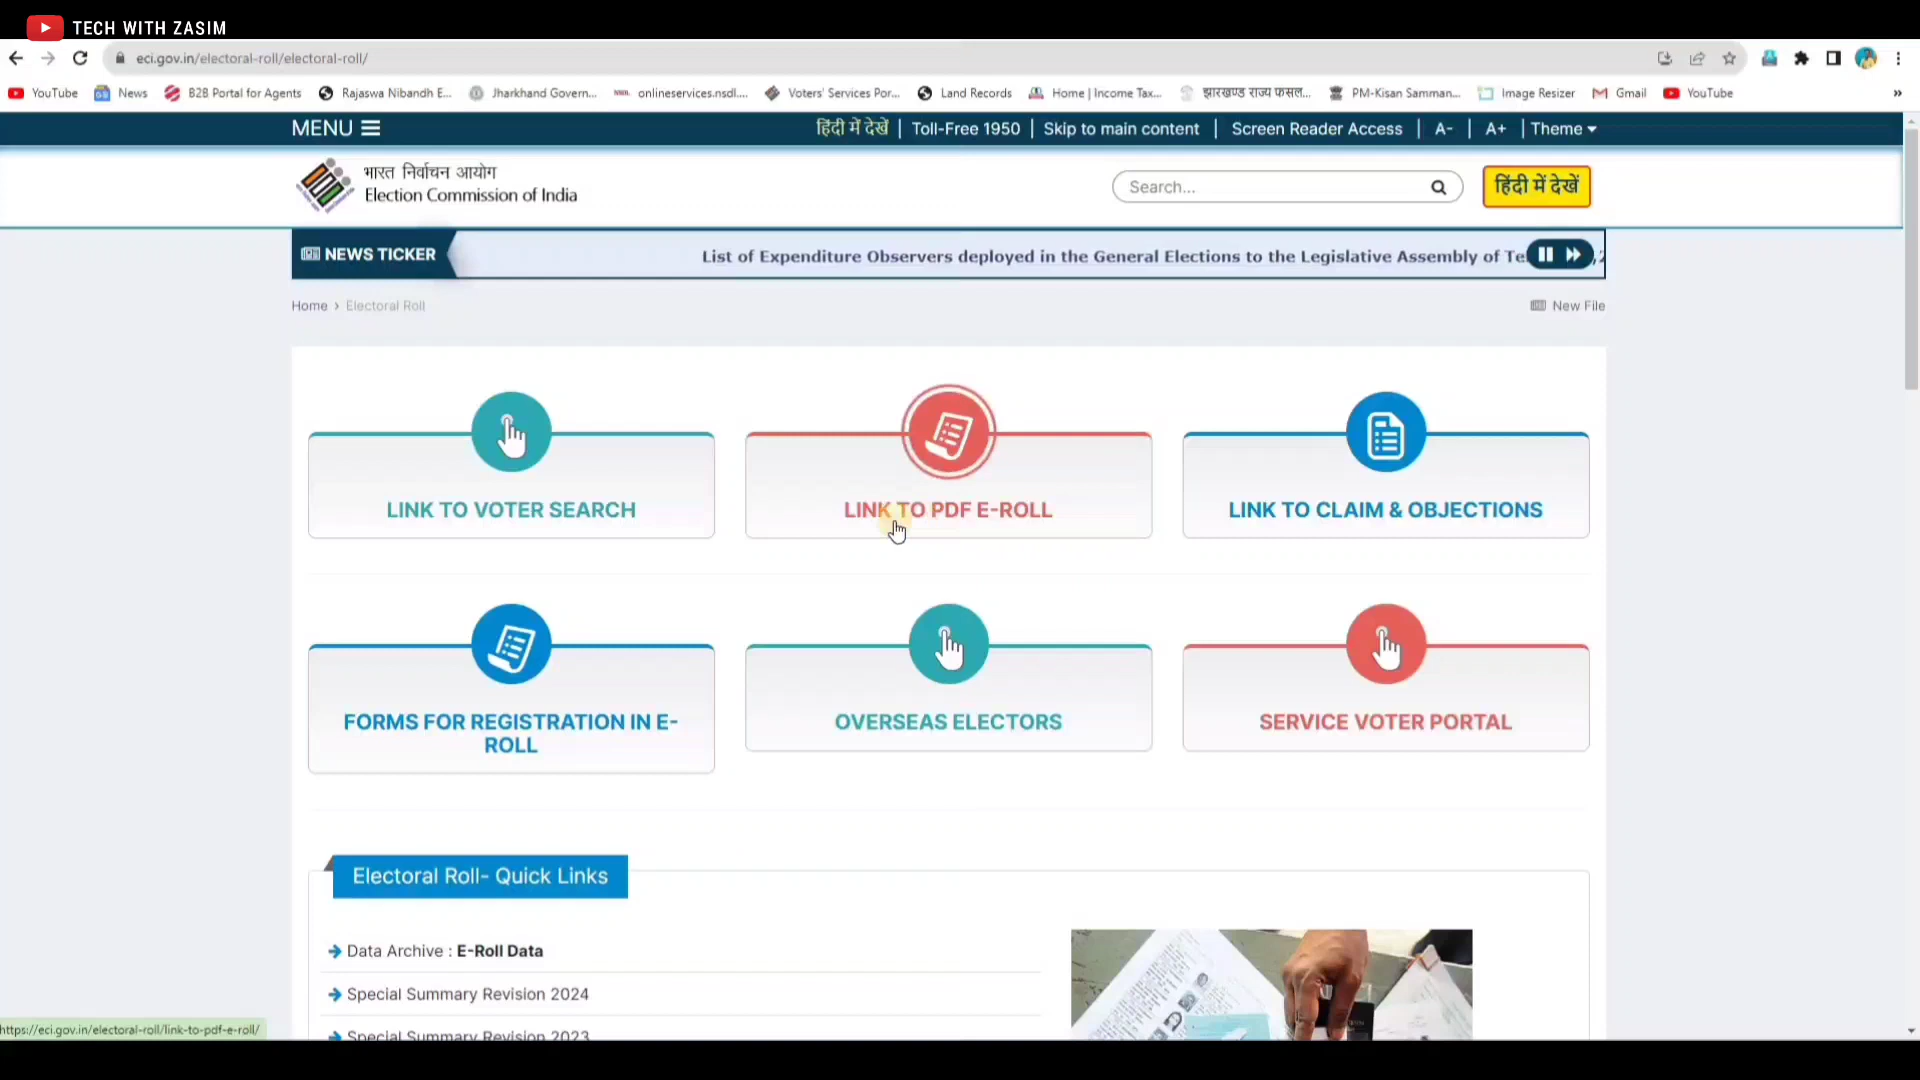 TECH WITH ZASIM
eci.gov.in/electoral-roll/electoral-roll/
YouTube News B2B Portal for Agents Rajaswa Nibandh E... Jharkhand Govern... onlineservices.nsdl.... Voters' Services Por... Land Records Home | Income Tax... झारखण्ड राज्य फसल... PM-Kisan Samman... Image Resizer Gmail YouTube »
MENU हिंदी में देखें | Toll-Free 1950 | Skip to main content | Screen Reader Access | A- | A+ | Theme
भारत निर्वाचन आयोग
Election Commission of India
Search...
हिंदी में देखें
NEWS TICKER
List of Expenditure Observers deployed in the General Elections to the Legislative Assembly of Te
Home › Electoral Roll
New File
LINK TO VOTER SEARCH
LINK TO PDF E-ROLL
LINK TO CLAIM & OBJECTIONS
FORMS FOR REGISTRATION IN E-
ROLL
OVERSEAS ELECTORS
SERVICE VOTER PORTAL
Electoral Roll- Quick Links
Data Archive : E-Roll Data
Special Summary Revision 2024
Special Summary Revision 2023
https://eci.gov.in/electoral-roll/link-to-pdf-e-roll/